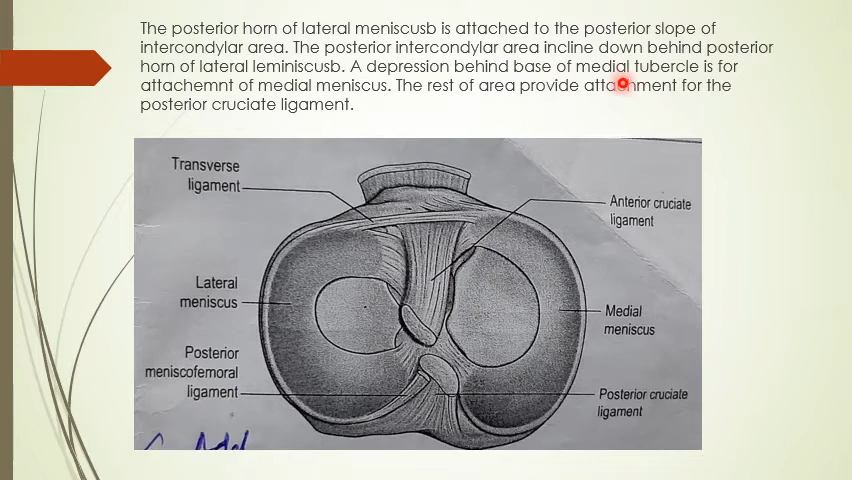 The posterior horn of lateral meniscusb is attached to the posterior slope of
intercondylar area. The posterior intercondylar area incline down behind posterior
horn of lateral leminiscusb. A depression behind base of medial tubercle is for
attachemnt of medial meniscus. The rest of area provide attachment for the
posterior cruciate ligament.
Transverse
ligament
Anterior cruciate
ligament
Lateral
meniscus
Medial
meniscus
Posterior
meniscofemoral
ligament
Posterior cruciate
ligament